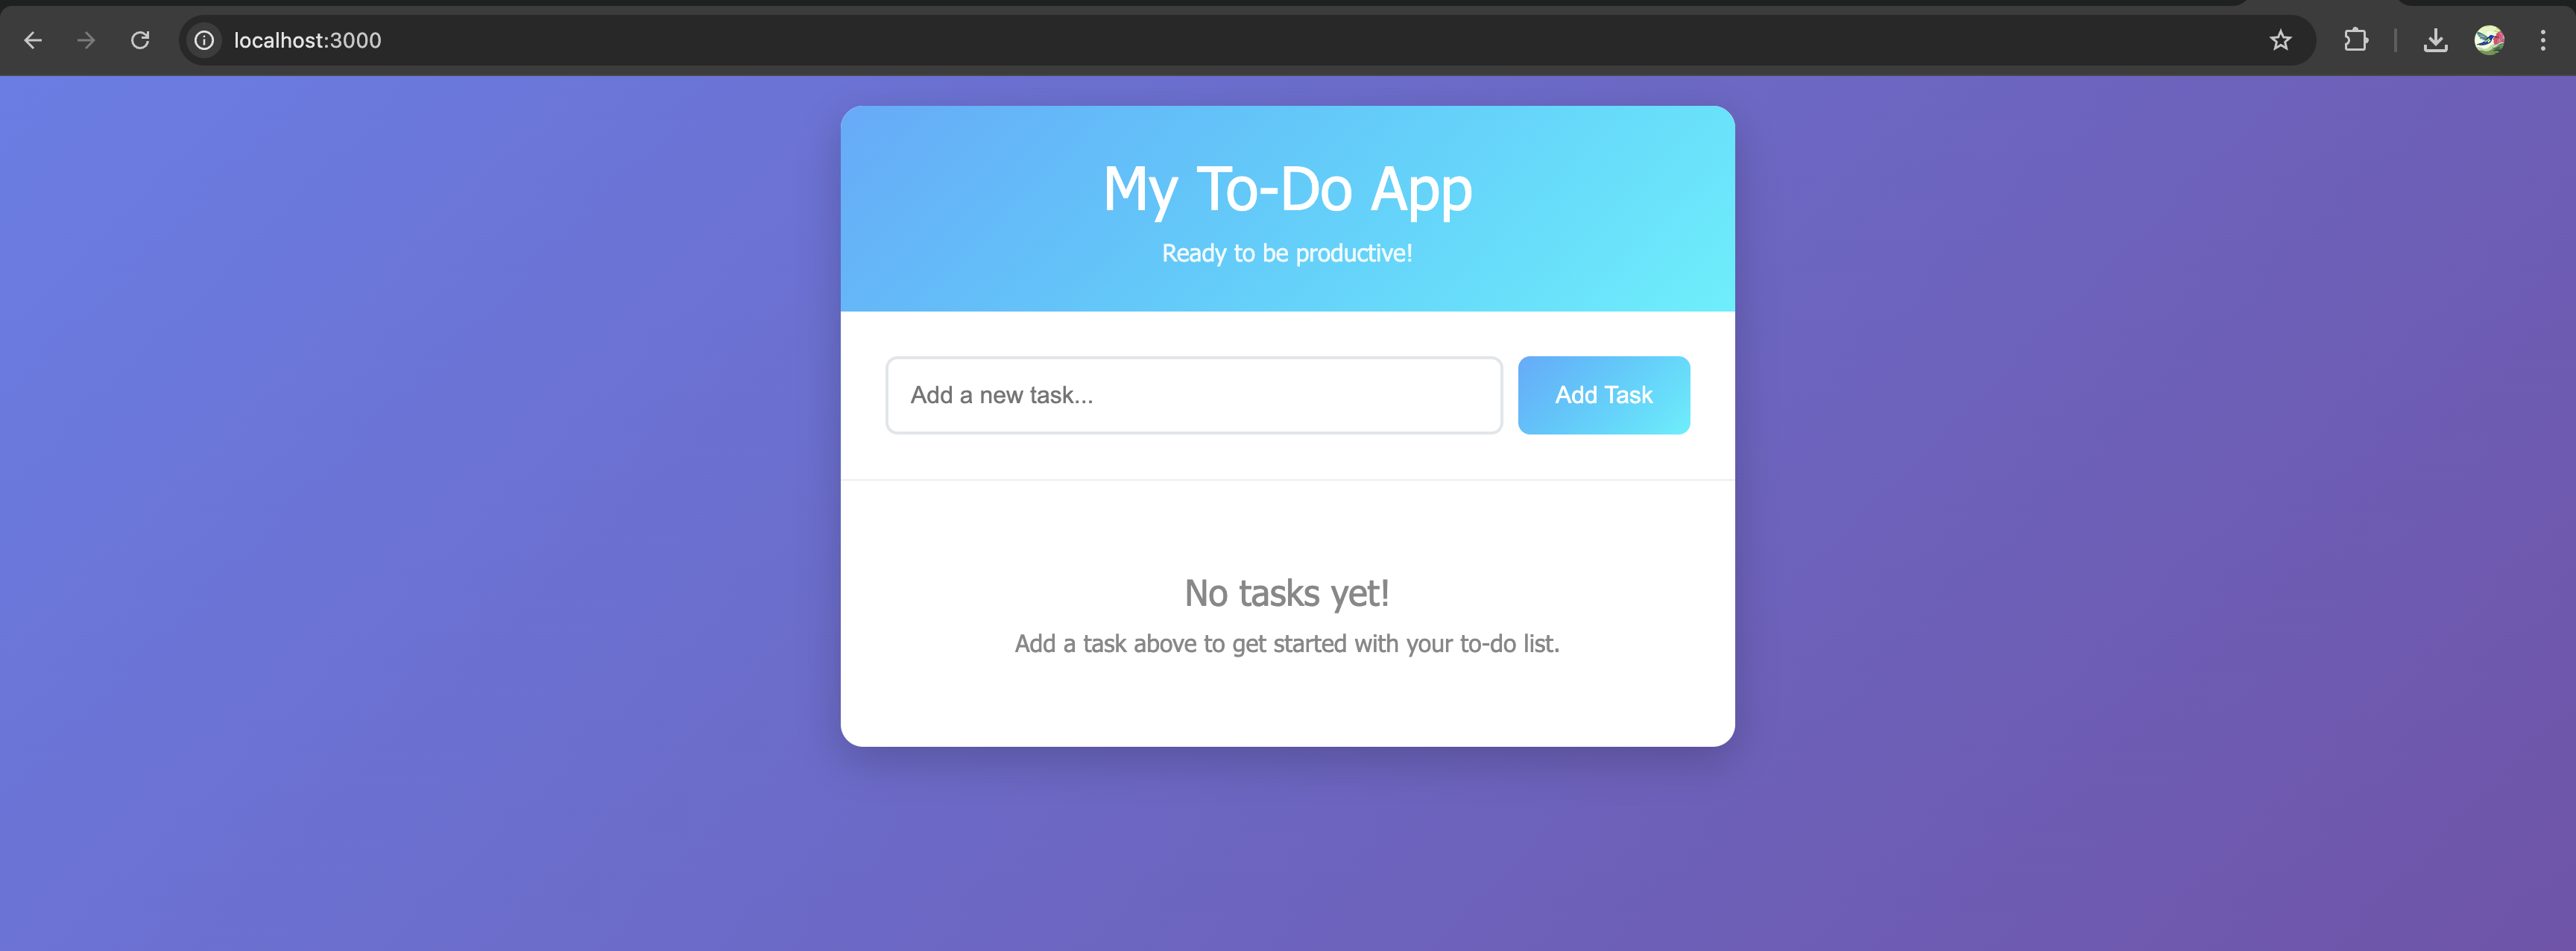 localhost:3000
My To-Do App
Ready to be productive!
Add a new task...
Add Task
No tasks yet!
Add a task above to get started with your to-do list.